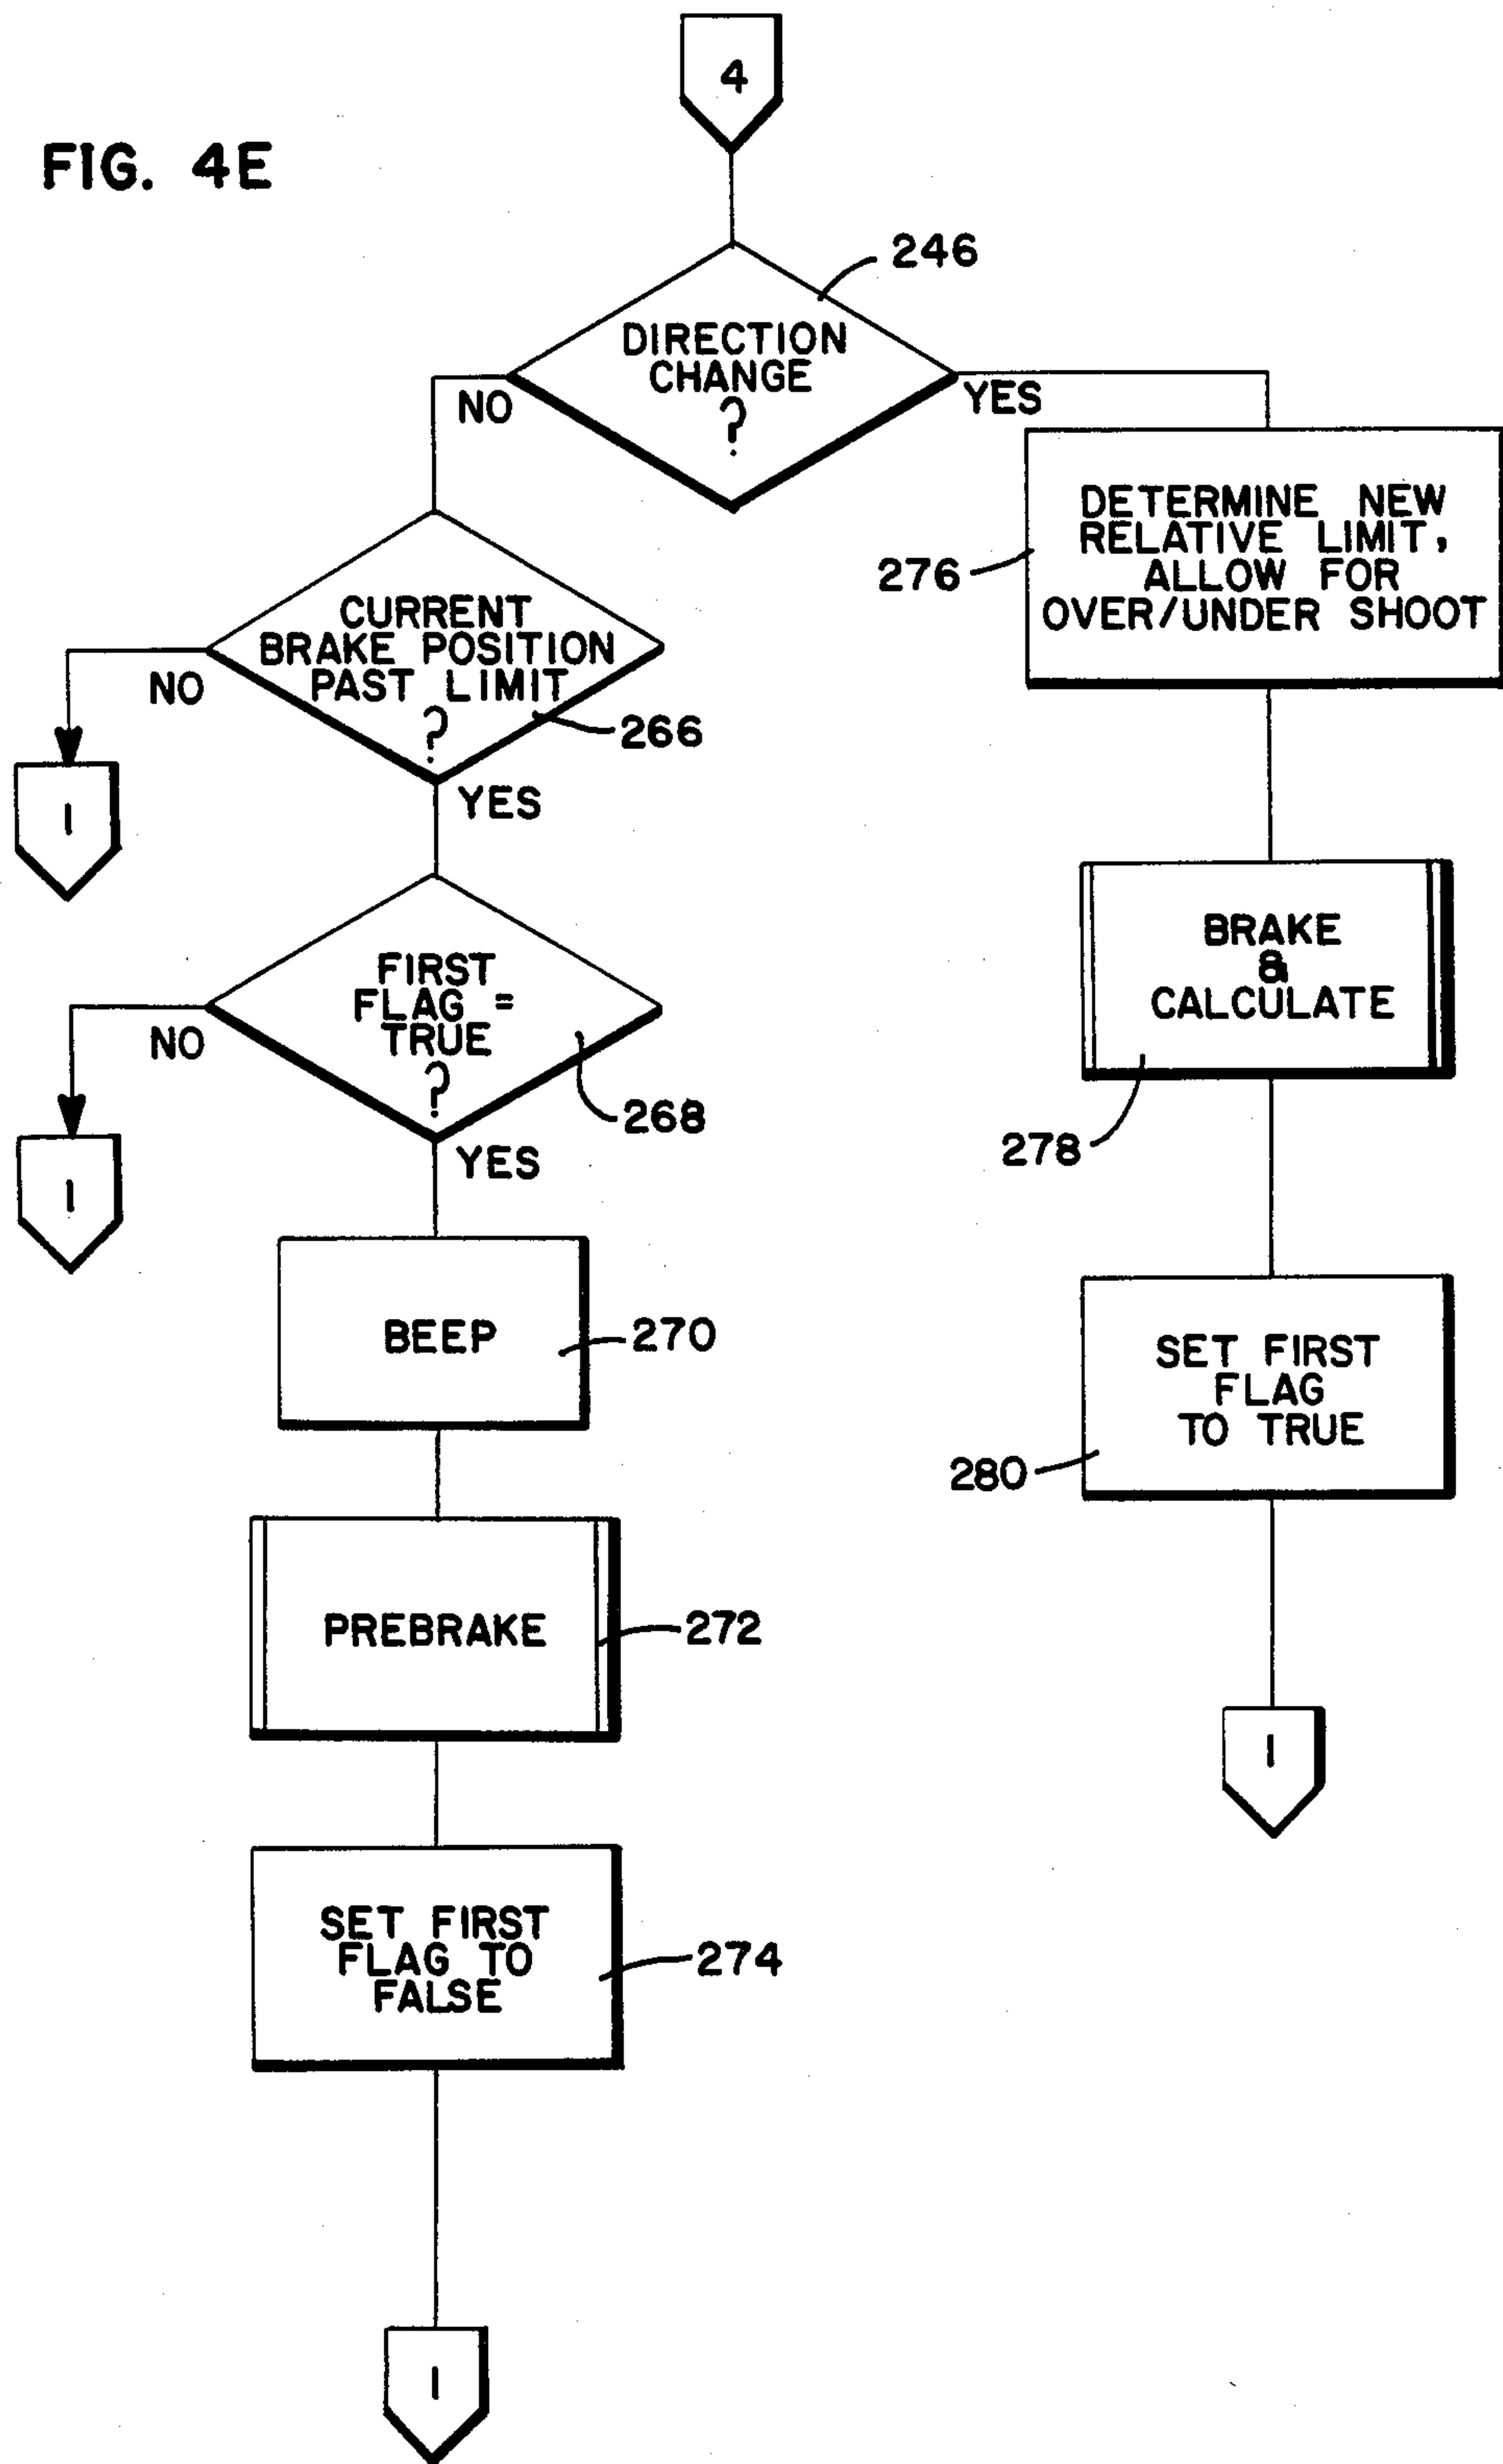 4
FIG. 4E
246
DIRECTION
CHANGE
?
NO
YES
DETERMINE NEW
RELATIVE LIMIT,
ALLOW FOR
OVER/UNDER SHOOT
276
CURRENT
BRAKE POSITION
PAST LIMIT
?
NO
266
YES
1
BRAKE
&
CALCULATE
278
FIRST
FLAG =
TRUE
?
NO
268
YES
1
BEEP
270
SET FIRST
FLAG
TO TRUE
280
PREBRAKE
272
1
SET FIRST
FLAG TO
FALSE
274
1